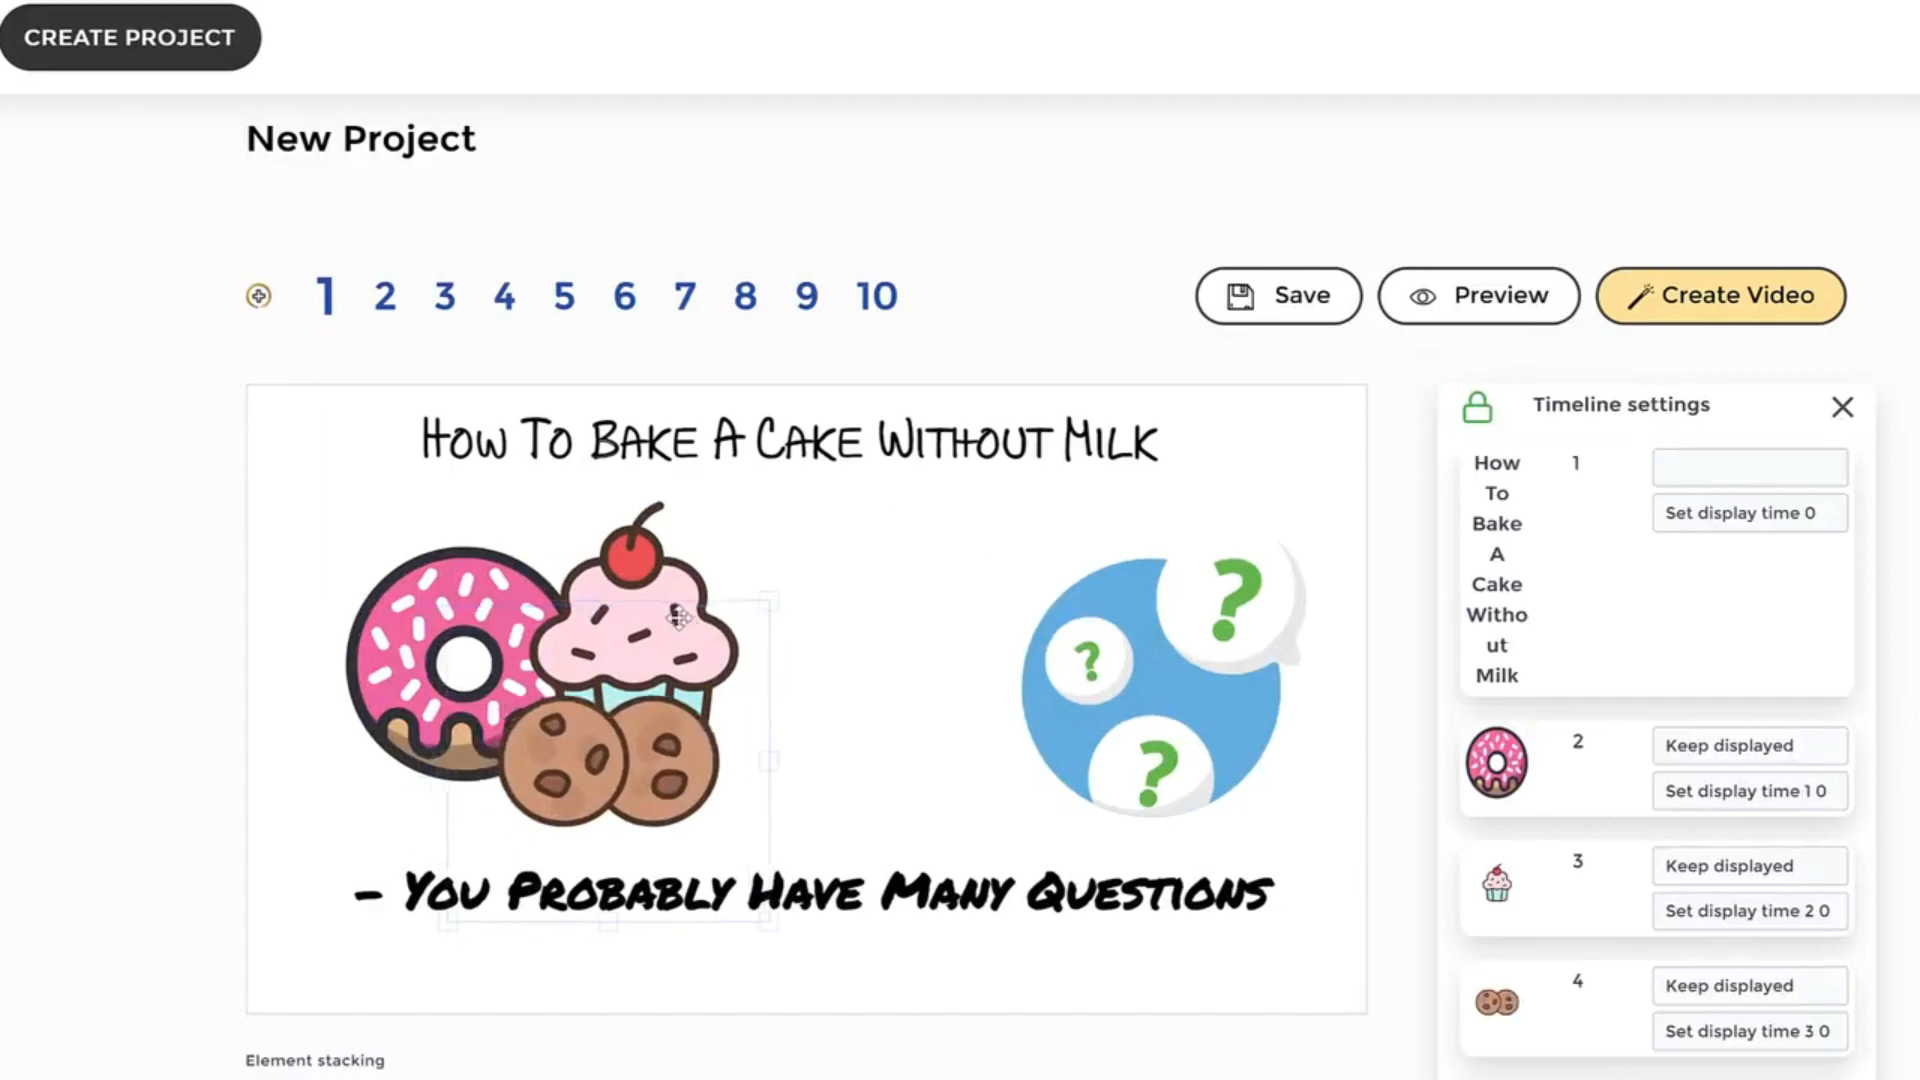 CREATE PROJECT
New Project
1 2 3 4 5 6 7 8 9 10
Save
Preview
Create Video
How To Bake A Cake Without Milk
?
?
?
- You Probably Have Many Questions
Element stacking
Timeline settings
How
To
Bake
A
Cake
Witho
ut
Milk
1
Set display time 0
2
Keep displayed
Set display time 1 0
3
Keep displayed
Set display time 2 0
4
Keep displayed
Set display time 3 0